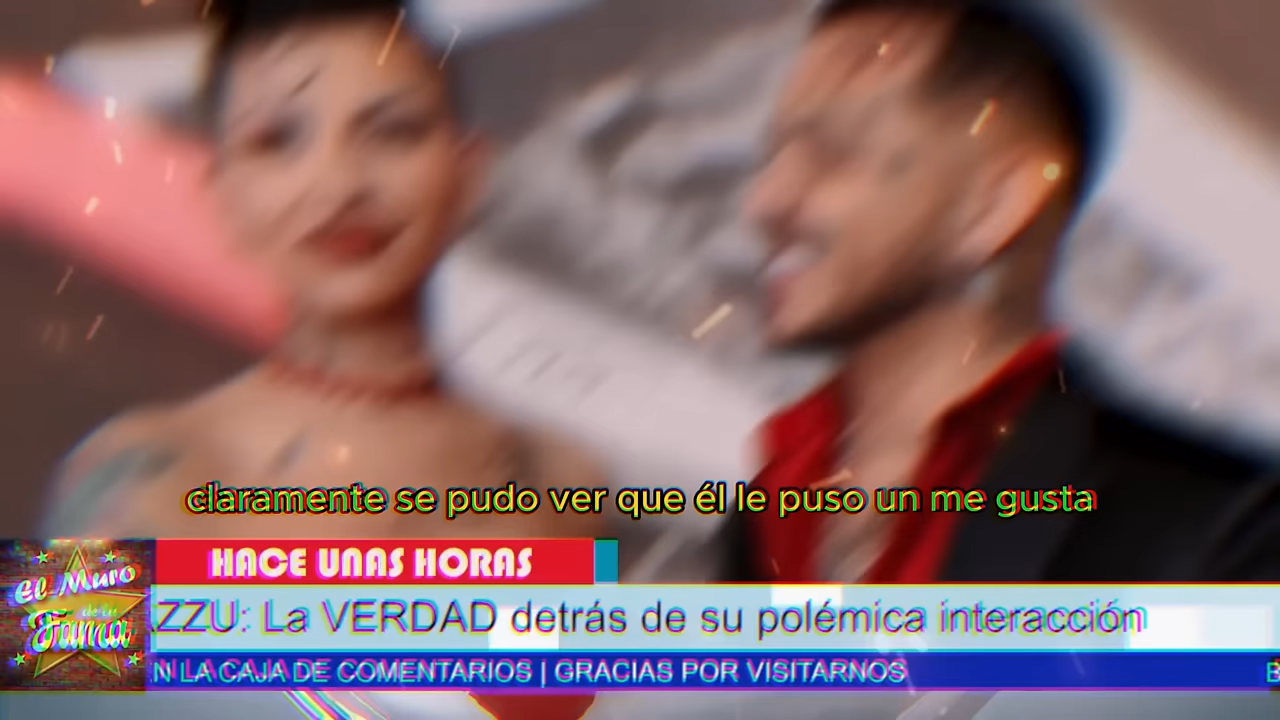 claramente se pudo ver que él le puso un me gusta
HACE UNAS HORAS
El Muro
de la
Fama
ZZU: La VERDAD detrás de su polémica interacción
N LA CAJA DE COMENTARIOS | GRACIAS POR VISITARNOS